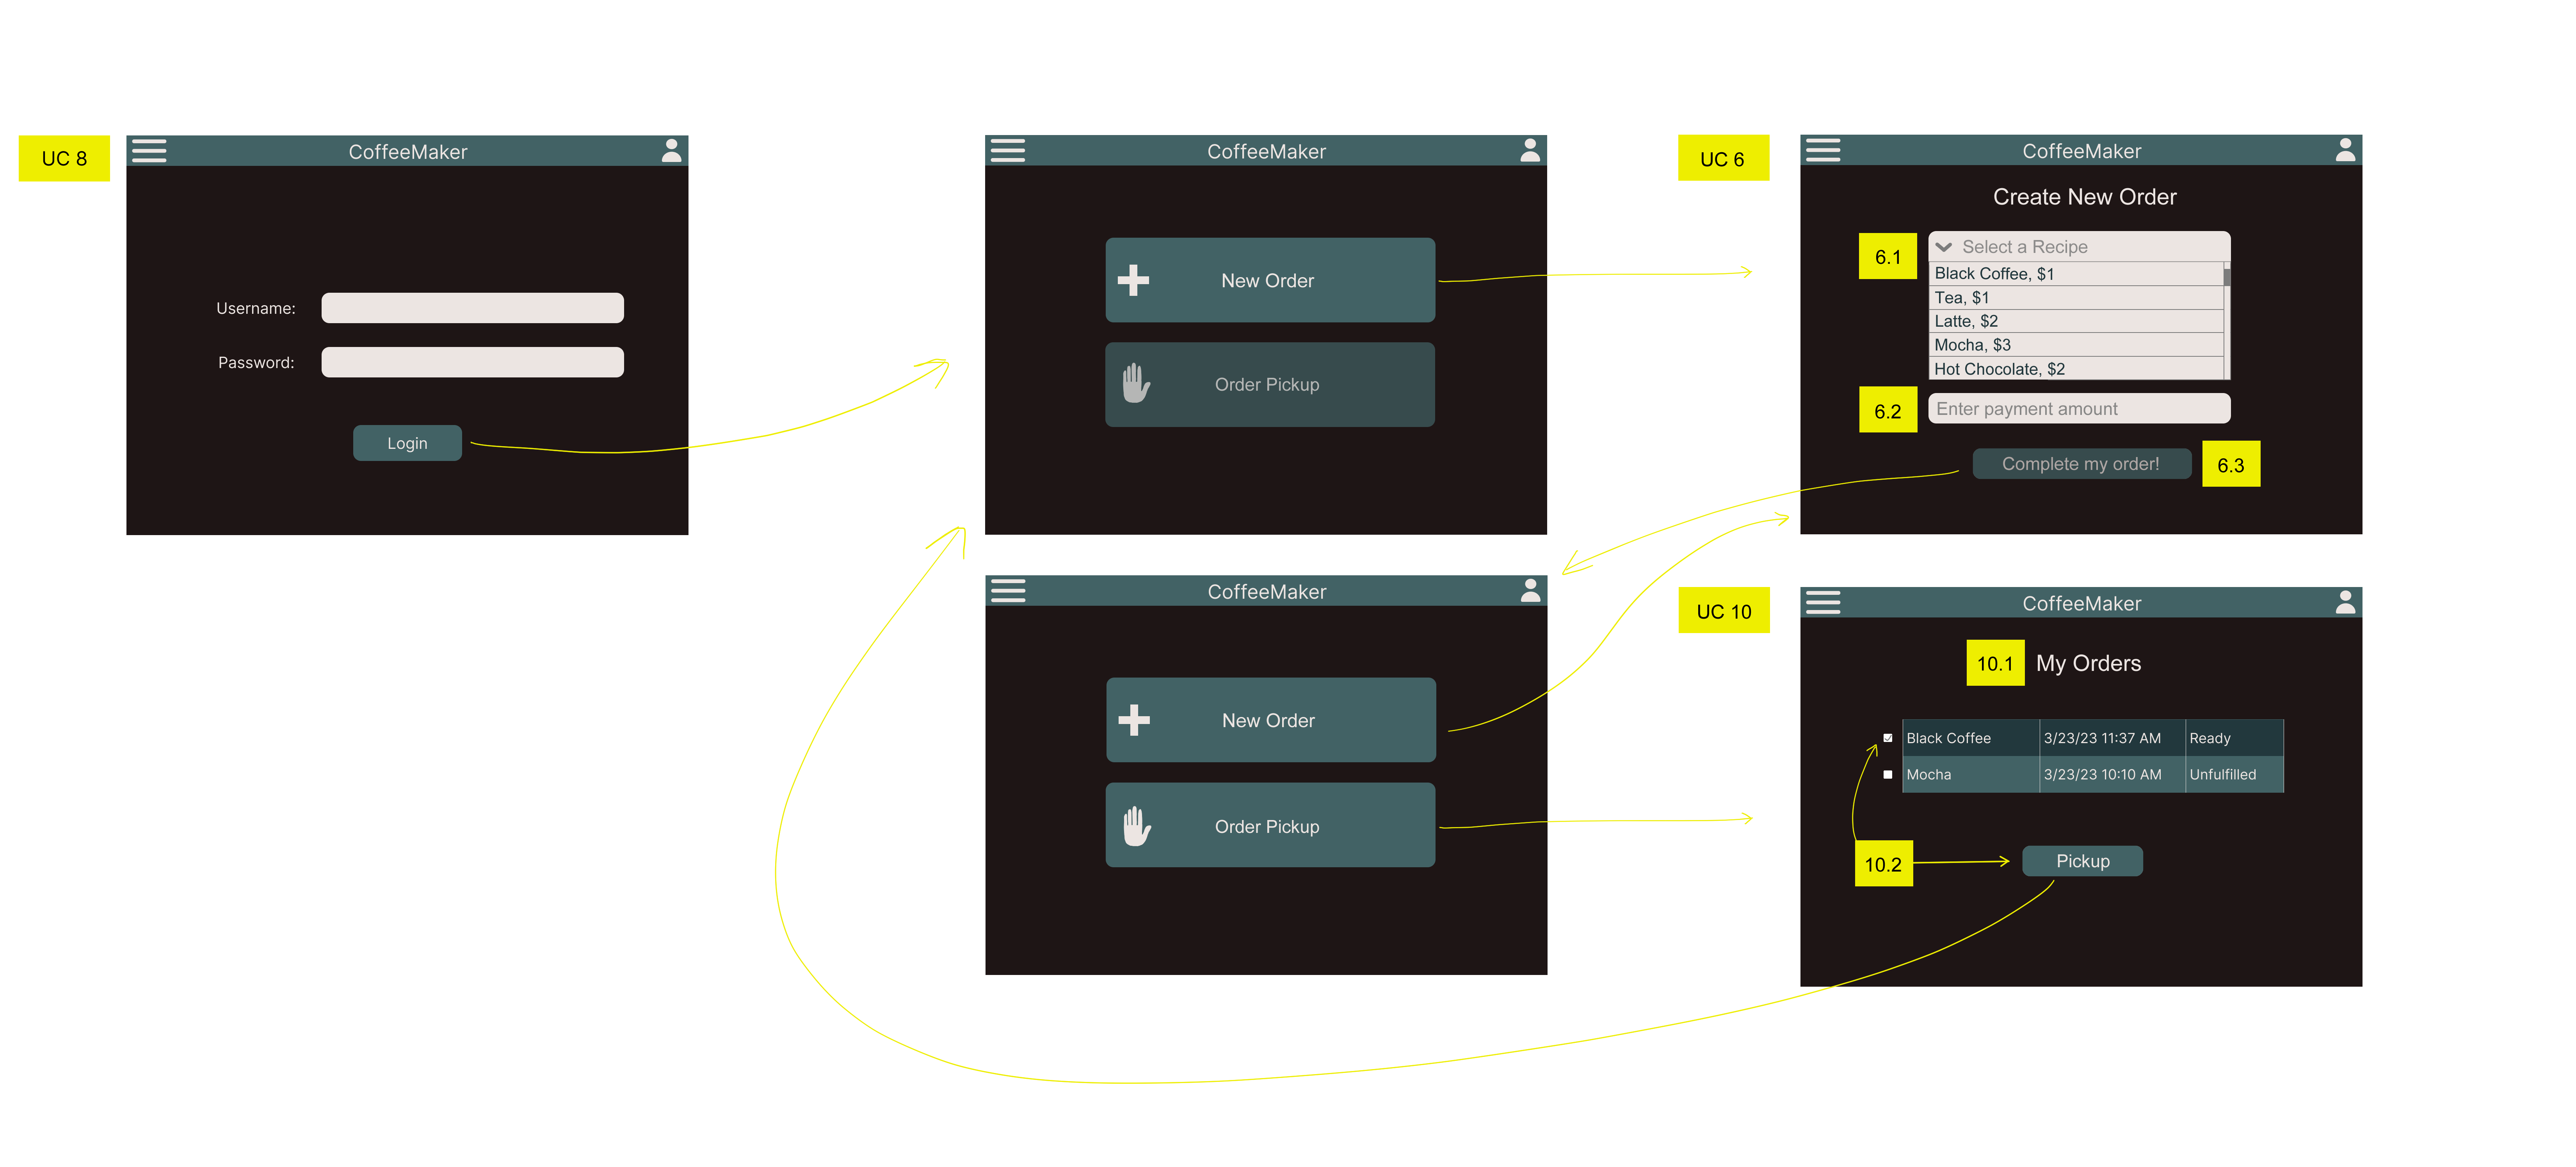 UC 8
CoffeeMaker
Username:
Password:
Login
CoffeeMaker
New Order
Order Pickup
UC 6
CoffeeMaker
Create New Order
6.1
Select a Recipe
Black Coffee, $1
Tea, $1
Latte, $2
Mocha, $3
Hot Chocolate, $2
6.2
Enter payment amount
Complete my order!
6.3
CoffeeMaker
New Order
Order Pickup
UC 10
CoffeeMaker
10.1
My Orders
Black Coffee 3/23/23 11:37 AM Ready
Mocha 3/23/23 10:10 AM Unfulfilled
10.2
Pickup